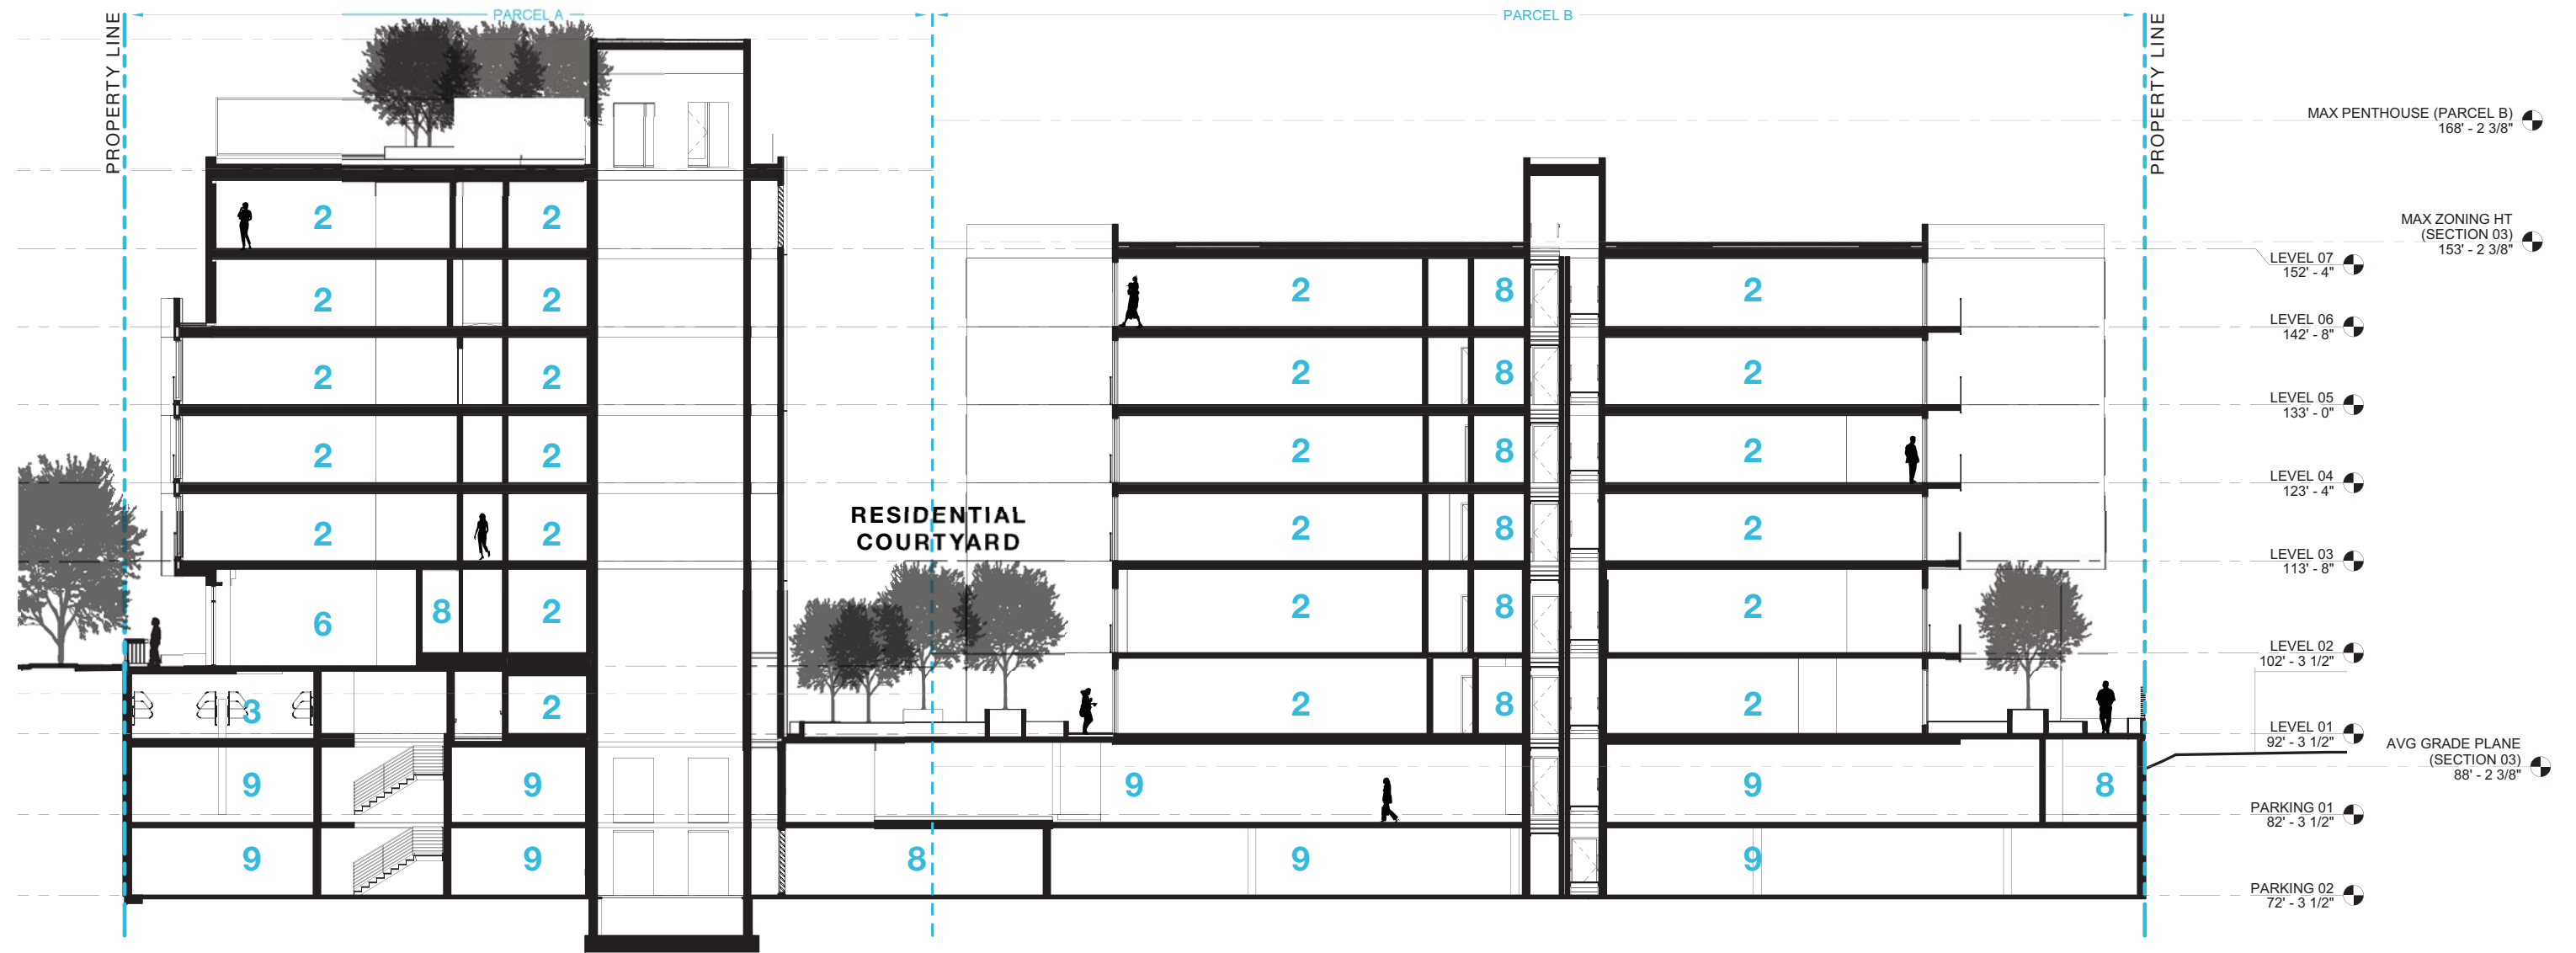 PARCEL A
PARCEL B
PROPERTY LINE
PROPERTY LINE
MAX PENTHOUSE (PARCEL B)
168' - 2 3/8"
MAX ZONING HT
(SECTION 03)
153' - 2 3/8"
2 2
LEVEL 07
152' - 4"
2 2 2 8 2
LEVEL 06
142' - 8"
2 2 2 8 2
LEVEL 05
133' - 0"
2 2 2 8 2
LEVEL 04
123' - 4"
2 2 2 8 2
RESIDENTIAL
COURTYARD
LEVEL 03
113' - 8"
6 8 2 2 8 2
LEVEL 02
102' - 3 1/2"
3 2 2 8 2
LEVEL 01
92' - 3 1/2"
AVG GRADE PLANE
(SECTION 03)
88' - 2 3/8"
9 9 9 9 8
PARKING 01
82' - 3 1/2"
9 9 8 9 9
PARKING 02
72' - 3 1/2"